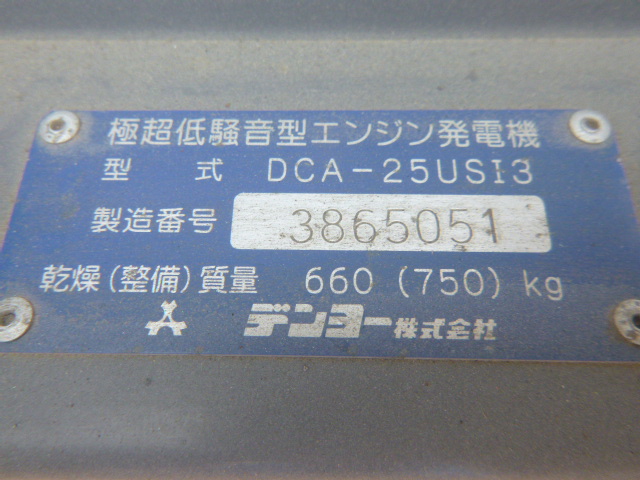 極超低騒音型エンジン発電機
型式 DCA-25USI3
製造番号 3865051
乾燥(整備)質量 660 (750) kg
デンヨー株式会社